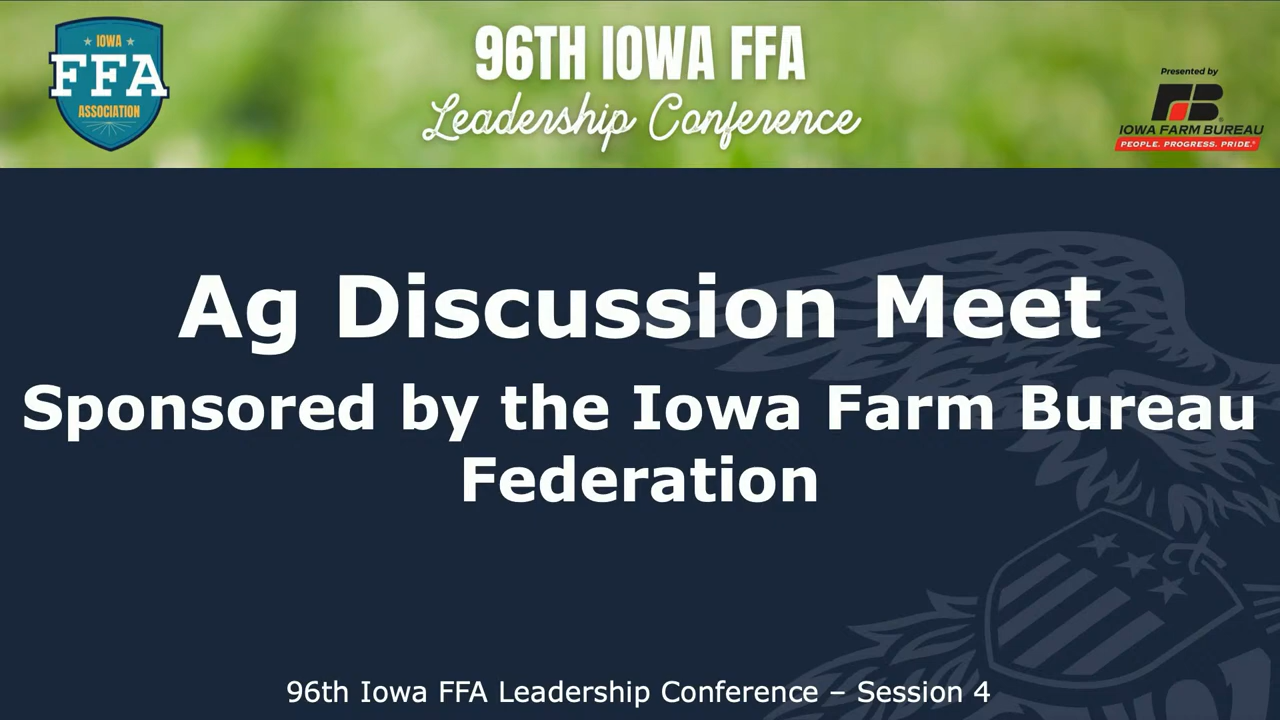 IOWA
FFA
ASSOCIATION
96TH IOWA FFA
Leadership Conference
Presented by
FB
IOWA FARM BUREAU
PEOPLE. PROGRESS. PRIDE.®
Ag Discussion Meet
Sponsored by the Iowa Farm Bureau
Federation
96th Iowa FFA Leadership Conference – Session 4